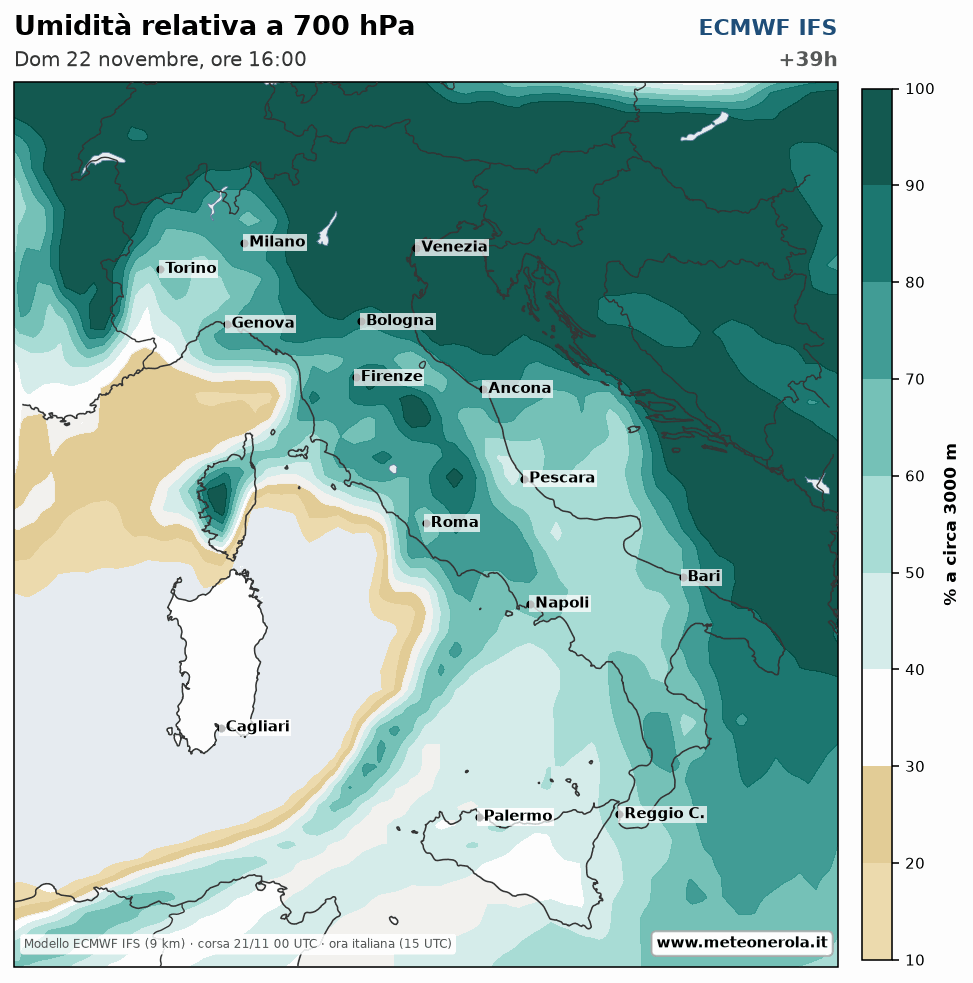 Umidità relativa a 700 hPa
ECMWF IFS
Dom 22 novembre, ore 16:00
+39h
Milano
Venezia
Torino
Genova
Bologna
Firenze
Ancona
Pescara
Roma
Bari
Napoli
Cagliari
Palermo
Reggio C.
100
90
80
70
60
50
40
30
20
10
% a circa 3000 m
Modello ECMWF IFS (9 km) · corsa 21/11 00 UTC · ora italiana (15 UTC)
www.meteonerola.it